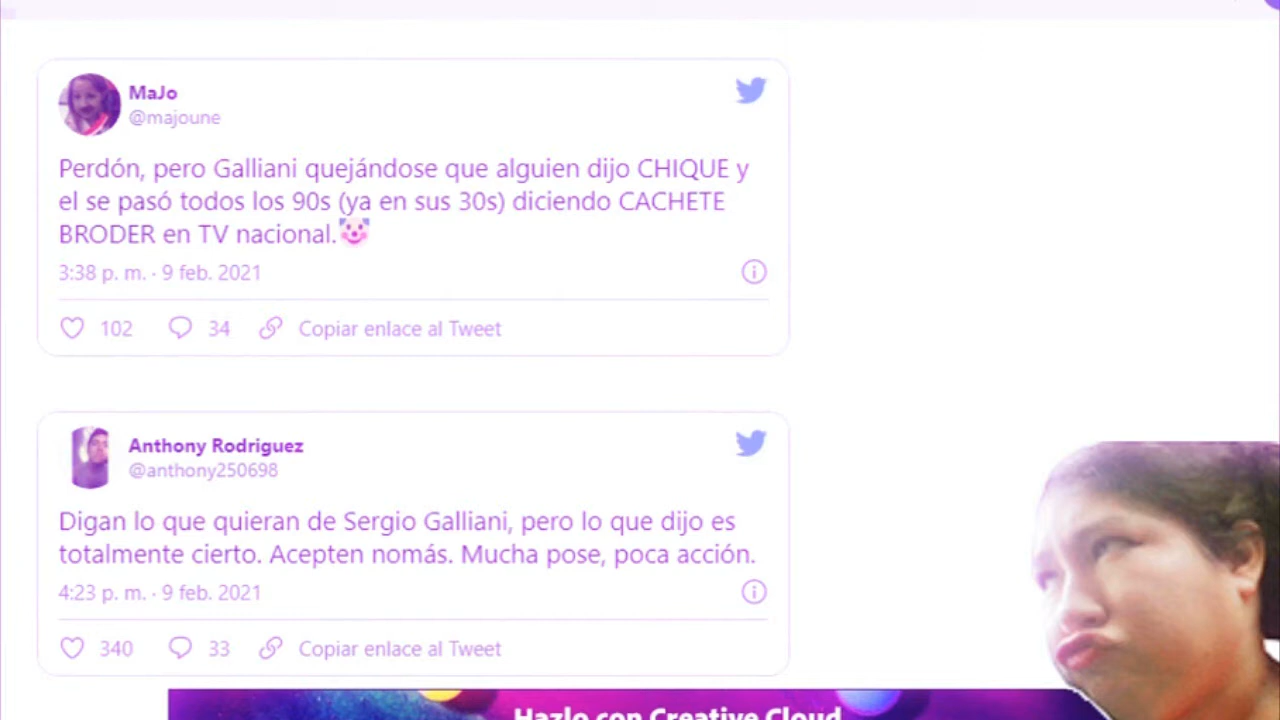 MaJo
@majoune
Perdón, pero Galliani quejándose que alguien dijo CHIQUE y
el se pasó todos los 90s (ya en sus 30s) diciendo CACHETE
BRODER en TV nacional.🤡
3:38 p. m. · 9 feb. 2021
102 34 Copiar enlace al Tweet
Anthony Rodriguez
@anthony250698
Digan lo que quieran de Sergio Galliani, pero lo que dijo es
totalmente cierto. Acepten nomás. Mucha pose, poca acción.
4:23 p. m. · 9 feb. 2021
340 33 Copiar enlace al Tweet
Hazlo con Creative Cloud